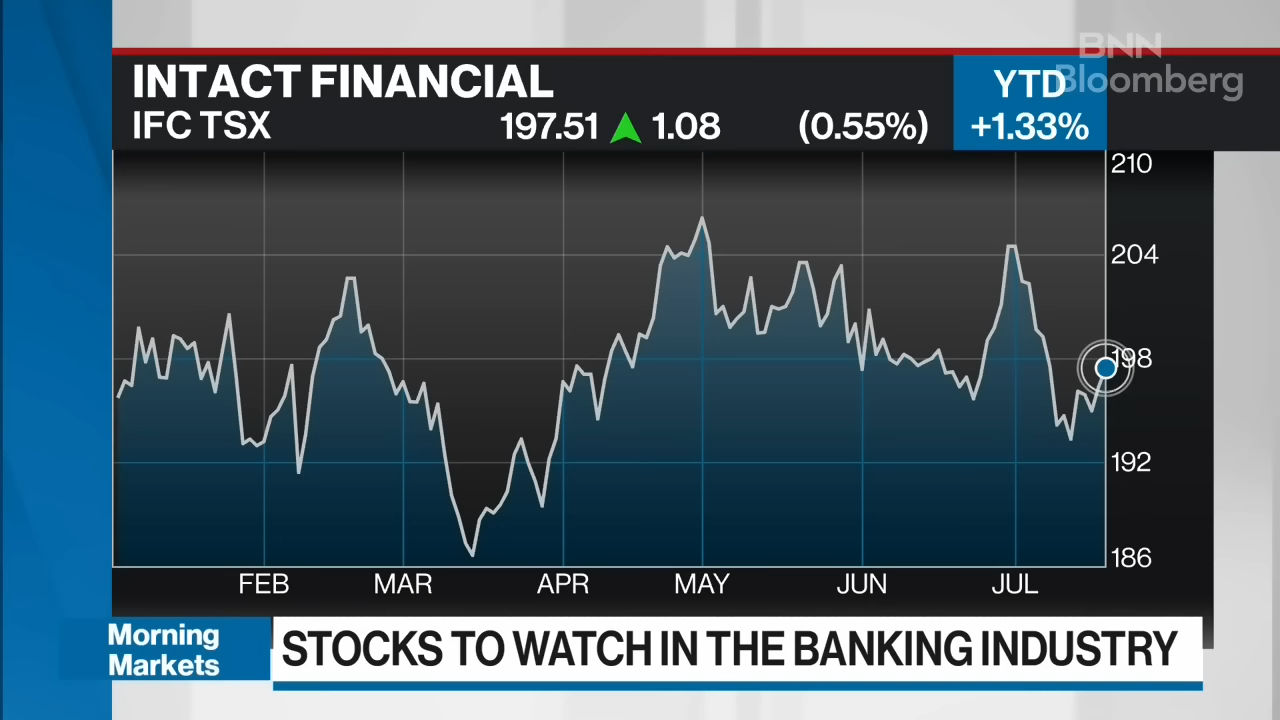 BNN
Bloomberg
INTACT FINANCIAL
IFC TSX 197.51 ▲ 1.08 (0.55%)
YTD
+1.33%
210
204
198
192
186
FEB MAR APR MAY JUN JUL
Morning
Markets
STOCKS TO WATCH IN THE BANKING INDUSTRY